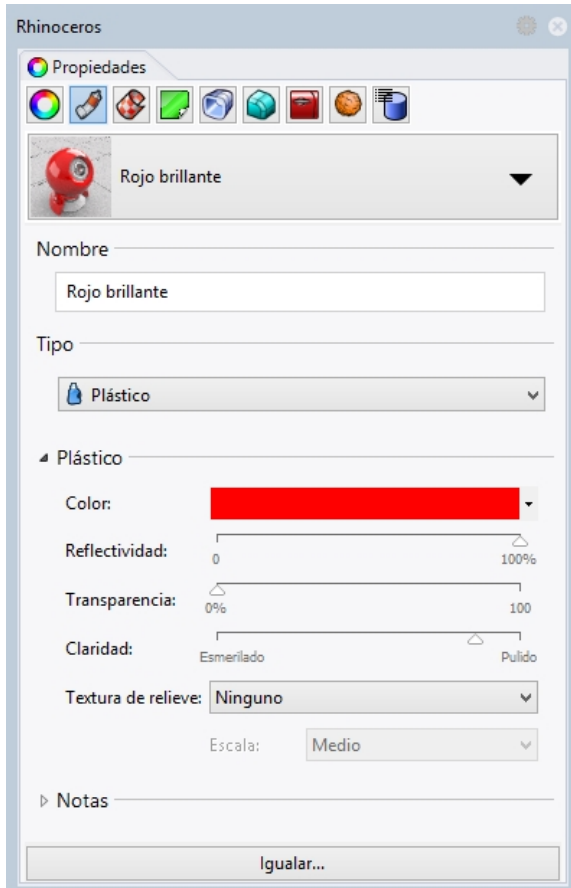 Rhinoceros
Propiedades
Rojo brillante
Nombre
Rojo brillante
Tipo
Plástico
Plástico
Color:
Reflectividad:
0
100%
Transparencia:
0%
100
Claridad:
Esmerilado
Pulido
Textura de relieve: Ninguno
Escala: Medio
Notas
Igualar...